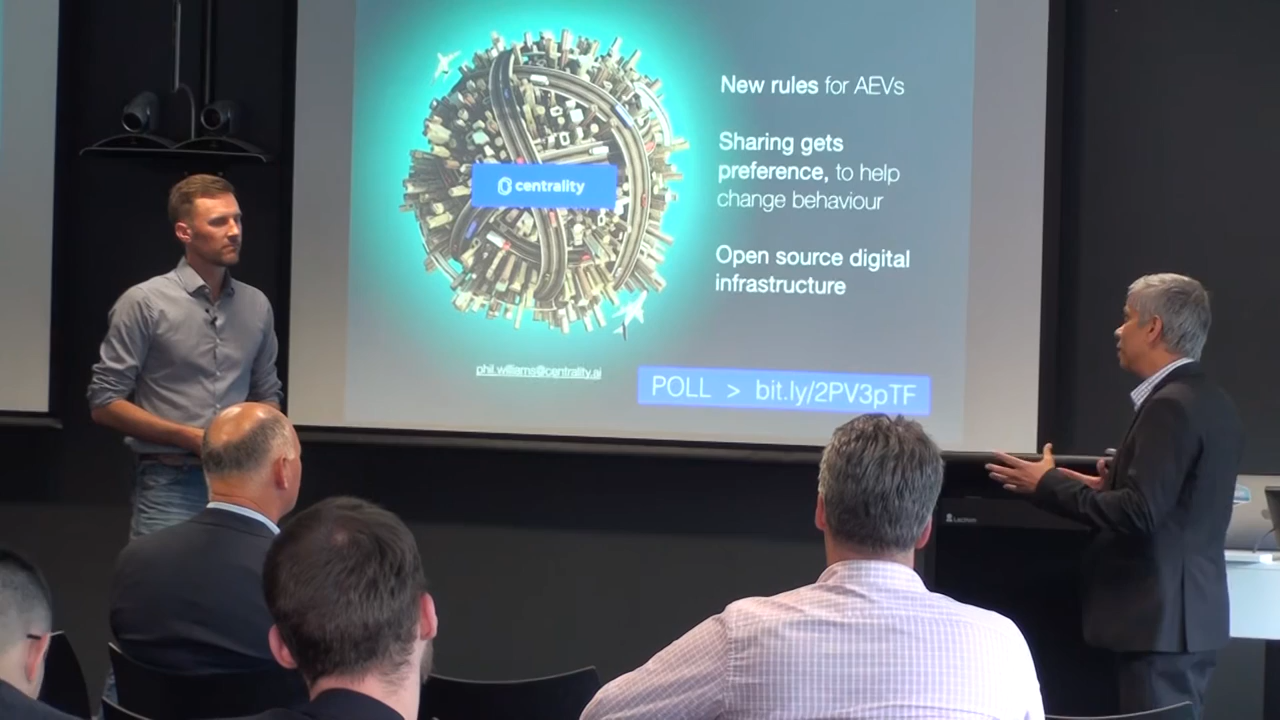 New rules for AEVs
Sharing gets
preference, to help
change behaviour
Open source digital
infrastructure
centrality
phil.williams@centrality.ai
POLL > bit.ly/2PV3pTF